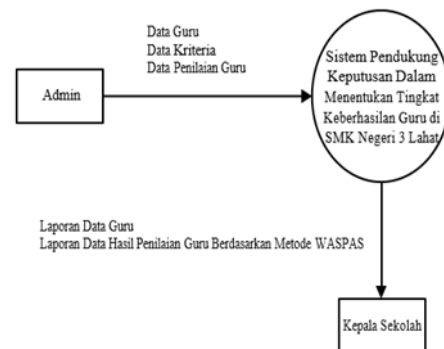 Data Guru
Data Kriteria
Data Penilaian Guru
Admin
Sistem Pendukung
Keputusan Dalam
Menentukan Tingkat
Keberhasilan Guru di
SMK Negeri 3 Lahat
Laporan Data Guru
Laporan Data Hasil Penilaian Guru Berdasarkan Metode WASPAS
Kepala Sekolah